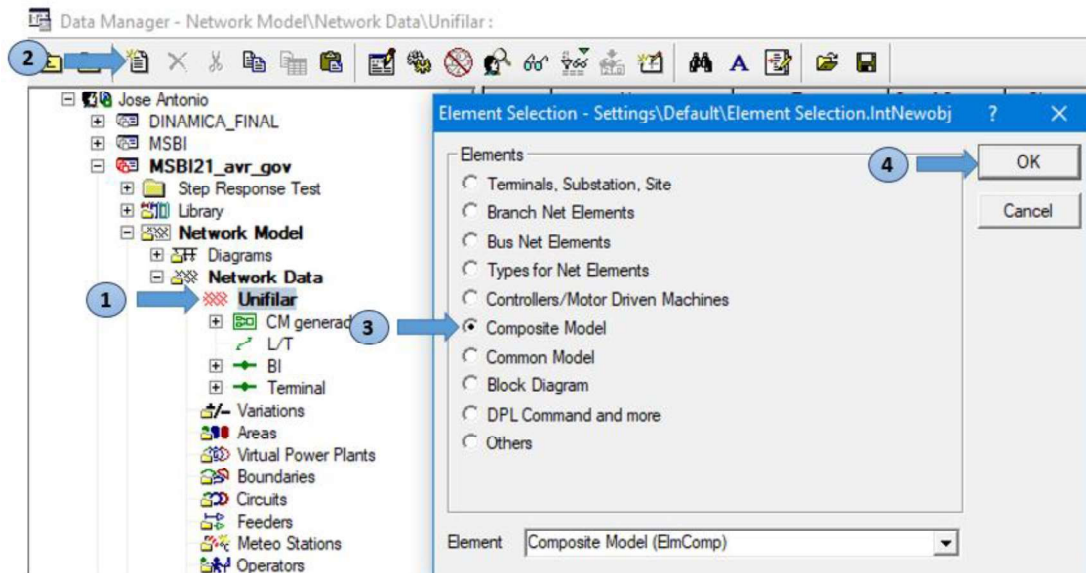 Data Manager - Network Model\Network Data\Unifilar :
2
Jose Antonio
DINAMICA_FINAL
MSBI
MSBI21_avr_gov
Step Response Test
Library
Network Model
Diagrams
Network Data
1
Unifilar
CM generad
L/T
BI
Terminal
Variations
Areas
Virtual Power Plants
Boundaries
Circuits
Feeders
Meteo Stations
Operators
Element Selection - Settings\Default\Element Selection.IntNewobj ? ×
Elements
4
OK
Cancel
Terminals, Substation, Site
Branch Net Elements
Bus Net Elements
Types for Net Elements
Controllers/Motor Driven Machines
3
Composite Model
Common Model
Block Diagram
DPL Command and more
Others
Element Composite Model (ElmComp)